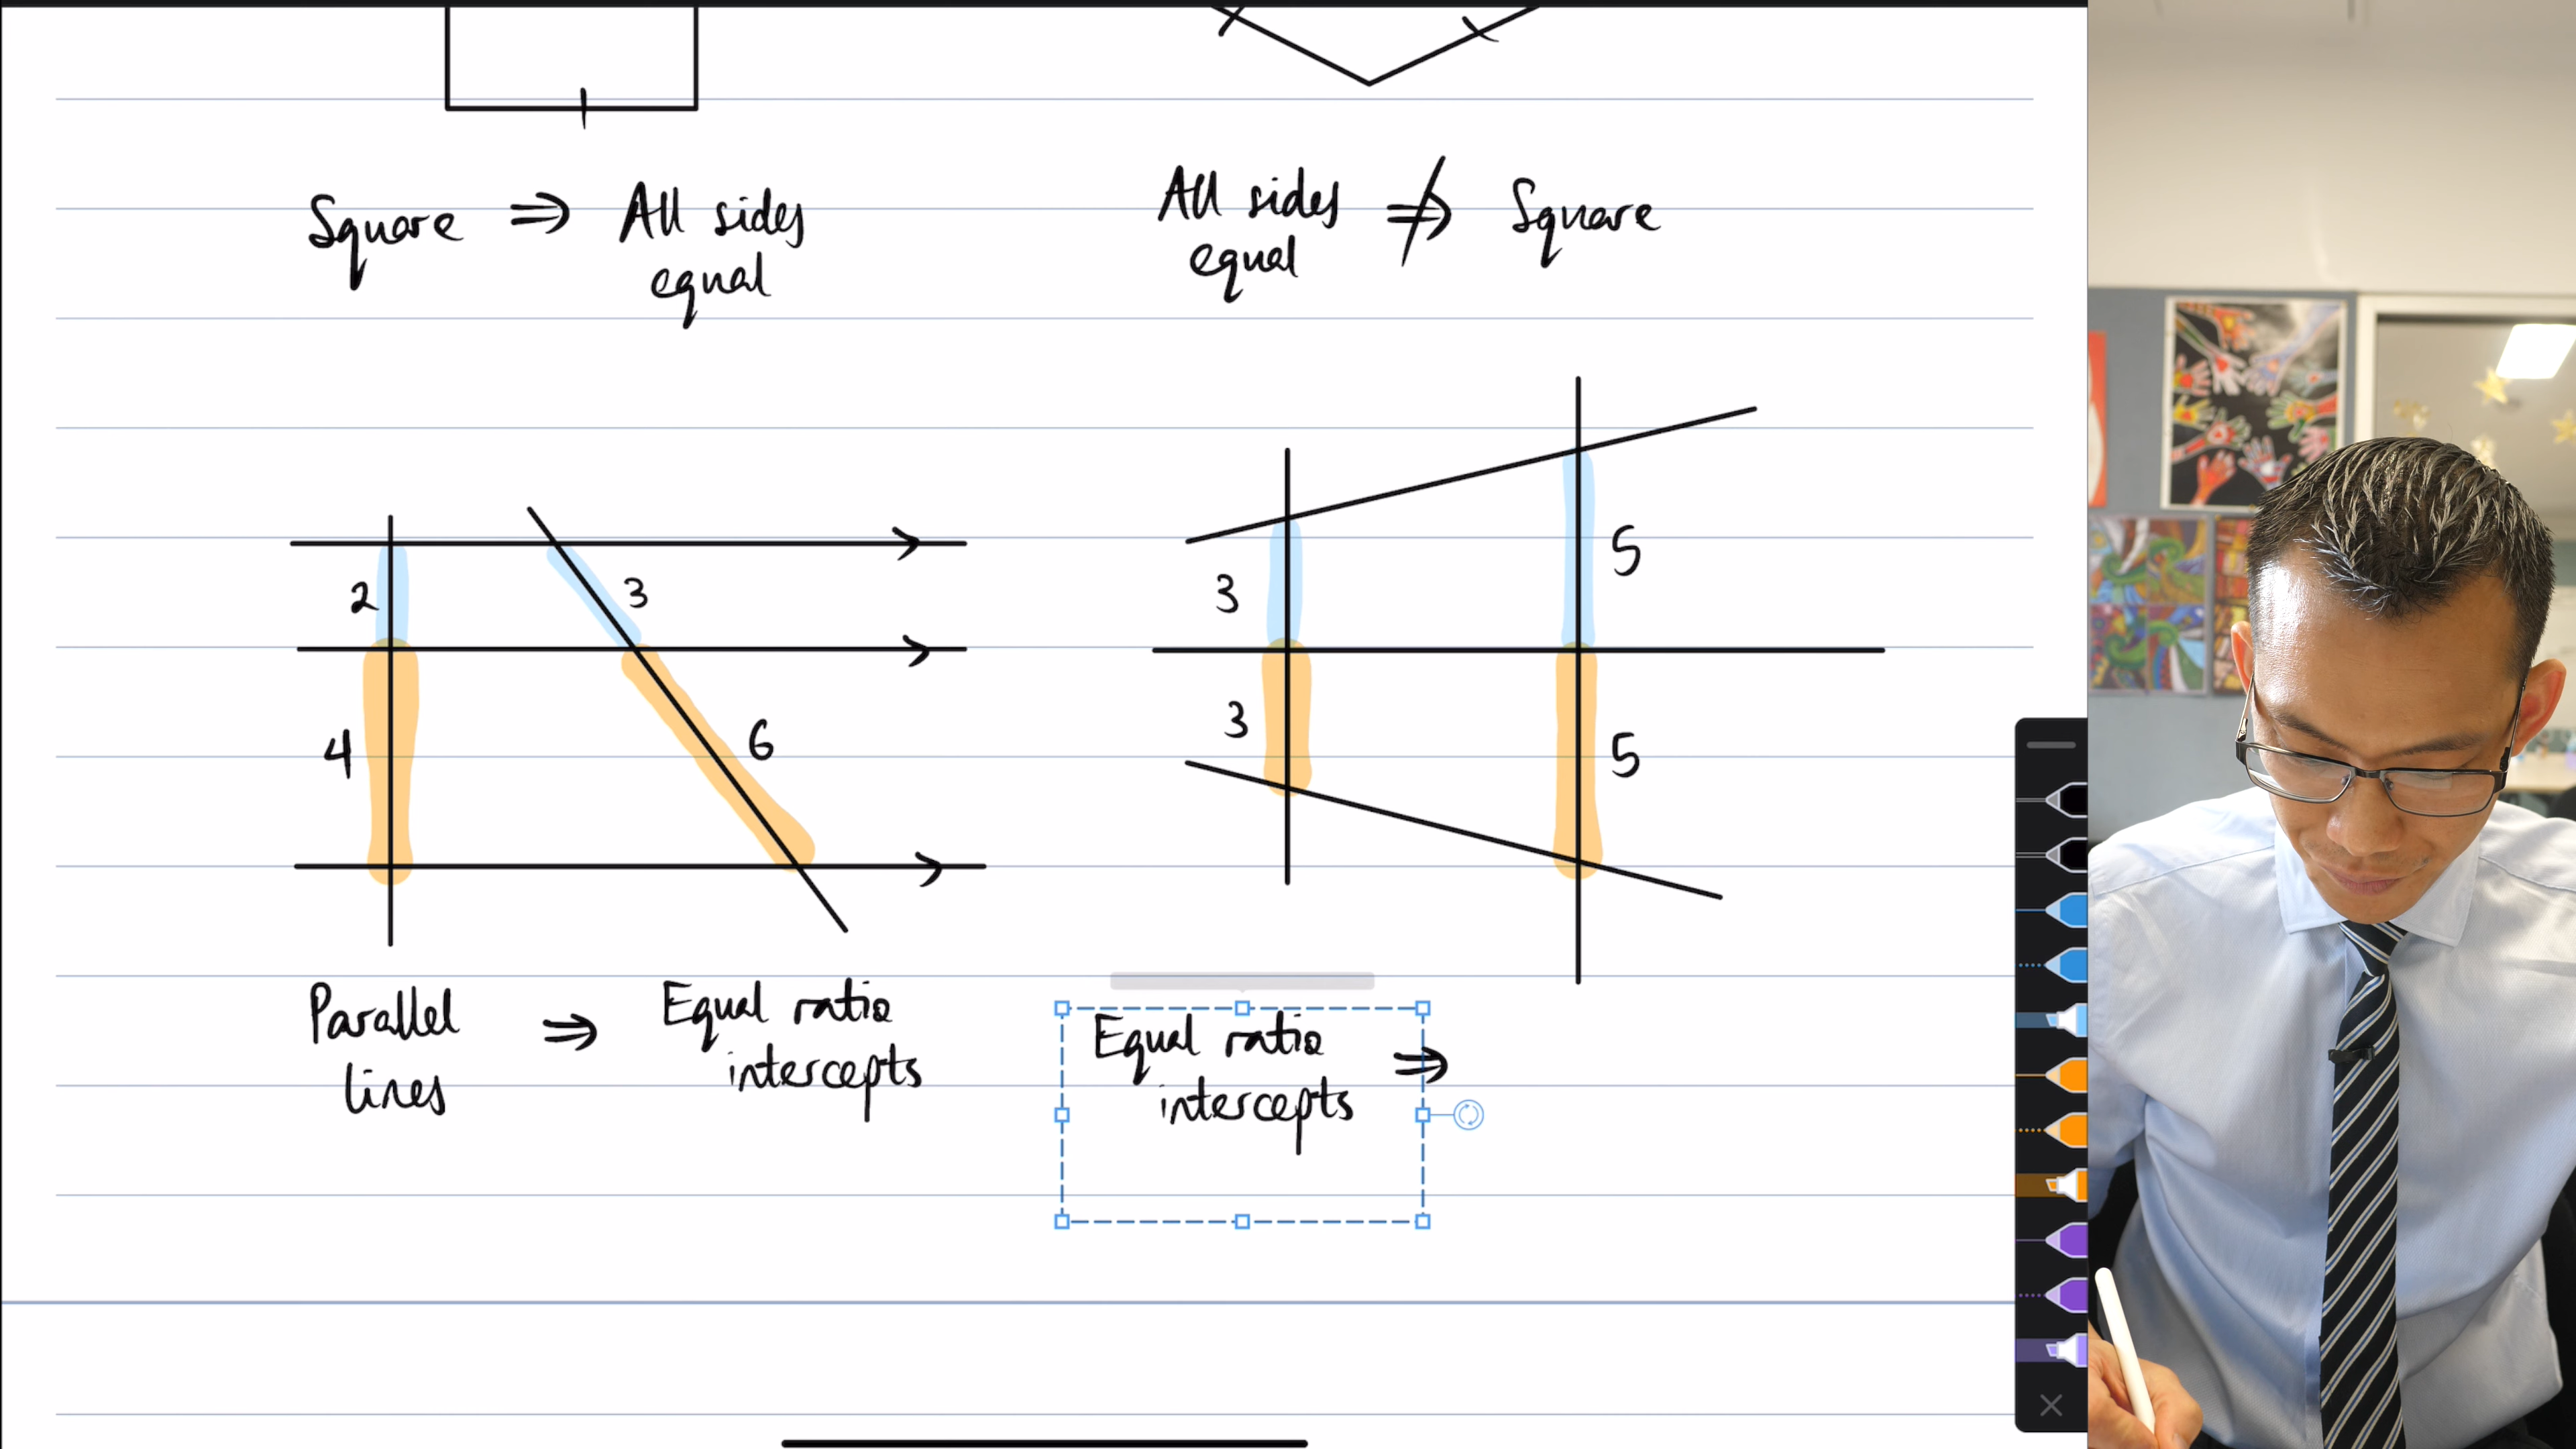 Square ⇒ All sides
equal
All sides ⇏ Square
equal
2
3
4
6
3
5
3
5
Parallel ⇒ Equal ratio
lines intercepts
Equal ratio ⇒
intercepts